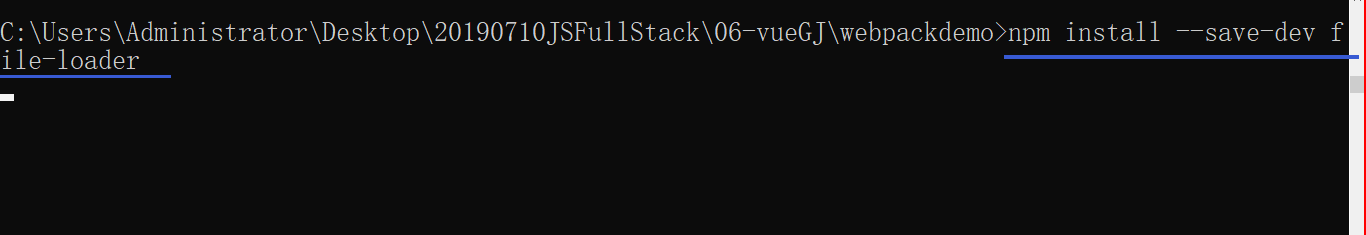 C:\Users\Administrator\Desktop\20190710JSFullStack\06-vueGJ\webpackdemo>npm install --save-dev f
ile-loader